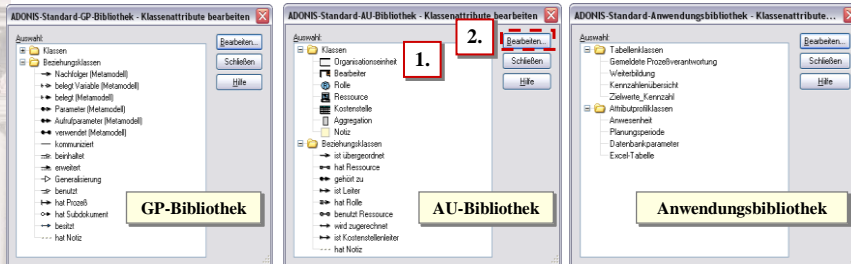 ADONIS-Standard-GP-Bibliothek - Klassenattribute bearbeiten
Auswahl:
Klassen
Beziehungsklassen
Nachfolger (Metamodell)
belegt Variable (Metamodell)
belegt (Metamodell)
Parameter (Metamodell)
Aufrufparameter (Metamodell)
verwendet (Metamodell)
kommuniziert
beinhaltet
erweitert
Generalisierung
benutzt
hat Prozeß
hat Subdokument
besitzt
hat Notiz
Bearbeiten...
Schließen
Hilfe
GP-Bibliothek
ADONIS-Standard-AU-Bibliothek - Klassenattribute bearbeiten
Auswahl:
Klassen
Organisationseinheit
Bearbeiter
Rolle
Ressource
Kostenstelle
Aggregation
Notiz
Beziehungsklassen
ist übergeordnet
hat Ressource
gehört zu
ist Leiter
hat Rolle
benutzt Ressource
wird zugerechnet
ist Kostenstellenleiter
hat Notiz
1.
2.
Bearbeiten...
Schließen
Hilfe
AU-Bibliothek
ADONIS-Standard-Anwendungsbibliothek - Klassenattribute...
Auswahl:
Tabellenklassen
Gemeldete Prozeßverantwortung
Weiterbildung
Kennzahlenübersicht
Zielwerte_Kennzahl
Attributprofilklassen
Anwesenheit
Planungsperiode
Datenbankparameter
Excel-Tabelle
Bearbeiten...
Schließen
Hilfe
Anwendungsbibliothek